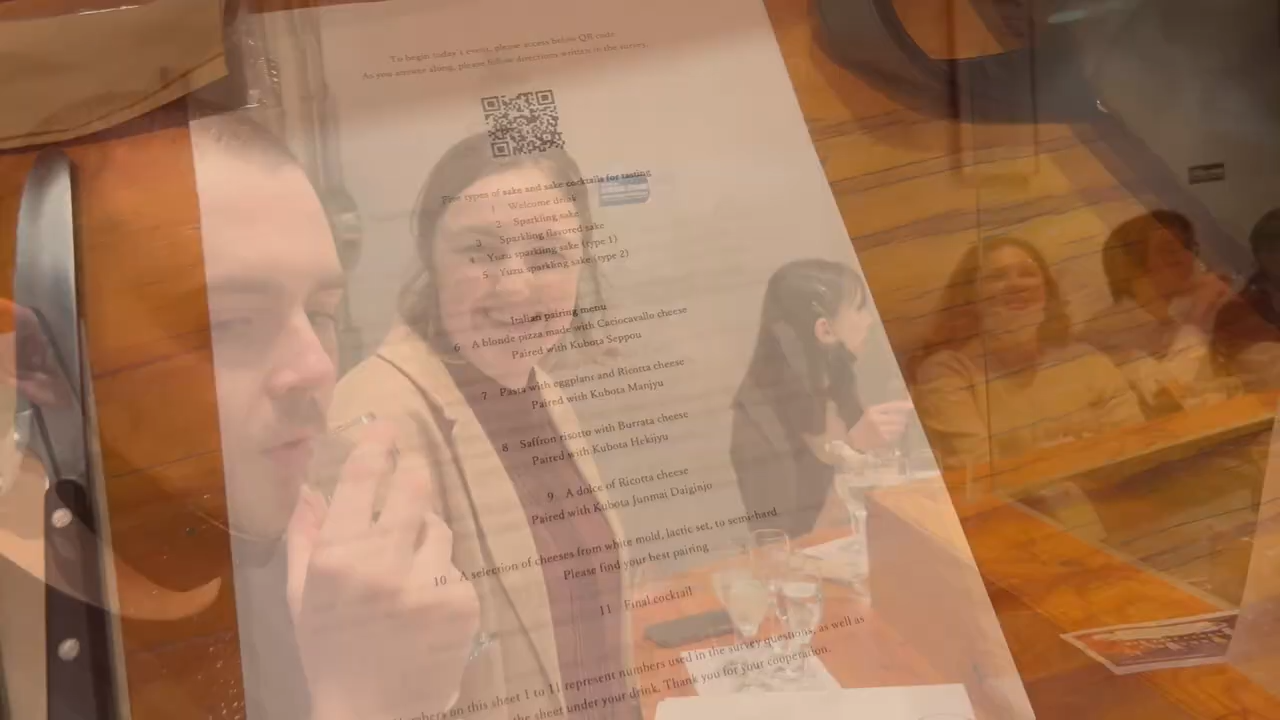 To begin today's event, please access below QR code
As you answer along, please follow directions written in the survey.
Five types of sake and sake cocktails for tasting
1 Welcome drink
2 Sparkling sake
3 Sparkling flavored sake
4 Yuzu sparkling sake (type 1)
5 Yuzu sparkling sake (type 2)
Italian pairing menu
6 A blonde pizza made with Caciocavallo cheese
Paired with Kubota Seppou
7 Pasta with eggplans and Ricotta cheese
Paired with Kubota Manjyu
8 Saffron risotto with Burrata cheese
Paired with Kubota Hekijyu
9 A dolce of Ricotta cheese
Paired with Kubota Junmai Daiginjo
10 A selection of cheeses from white mold, lactic set, to semi-hard
Please find your best pairing
11 Final cocktail
on this sheet 1 to 11 represent numbers used in the survey questions, as well as
the sheet under your drink. Thank you for your cooperation.